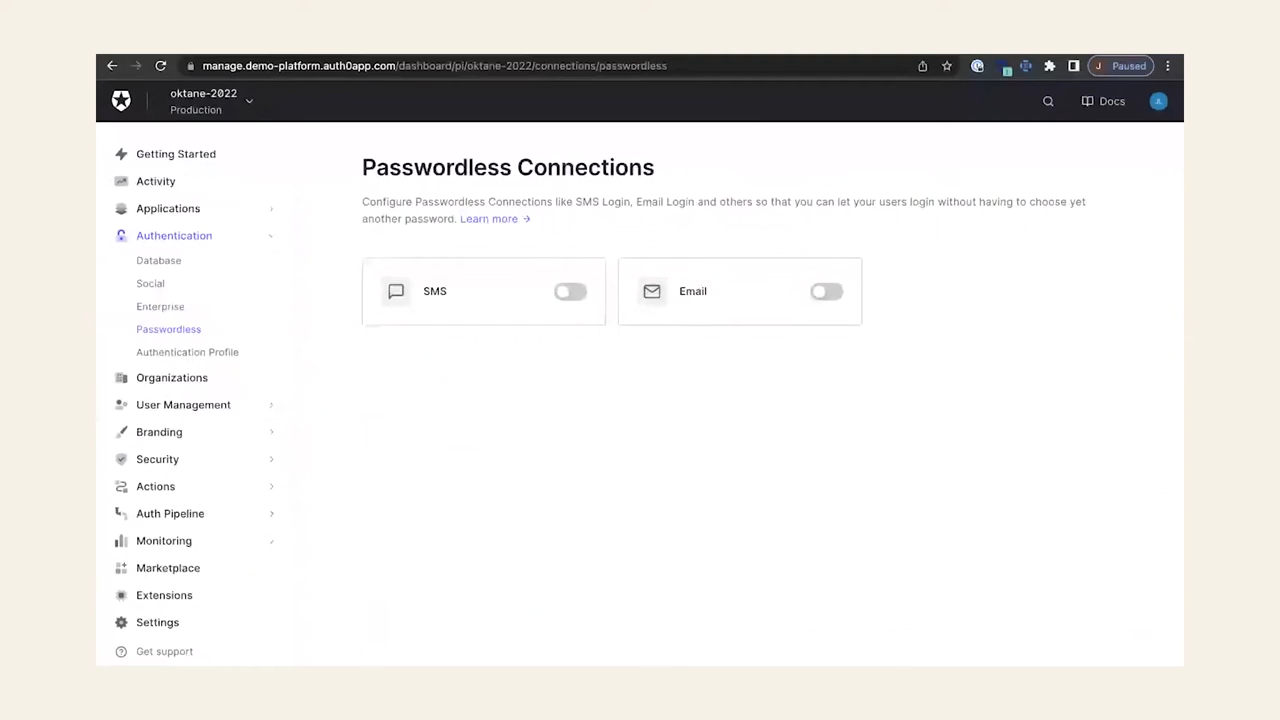 manage.demo-platform.auth0app.com/dashboard/pi/oktane-2022/connections/passwordless
J Paused
oktane-2022
Production
Docs
JL
Getting Started
Activity
Applications
Authentication
Database
Social
Enterprise
Passwordless
Authentication Profile
Organizations
User Management
Branding
Security
Actions
Auth Pipeline
Monitoring
Marketplace
Extensions
Settings
Get support
Passwordless Connections
Configure Passwordless Connections like SMS Login, Email Login and others so that you can let your users login without having to choose yet
another password. Learn more →
SMS
Email